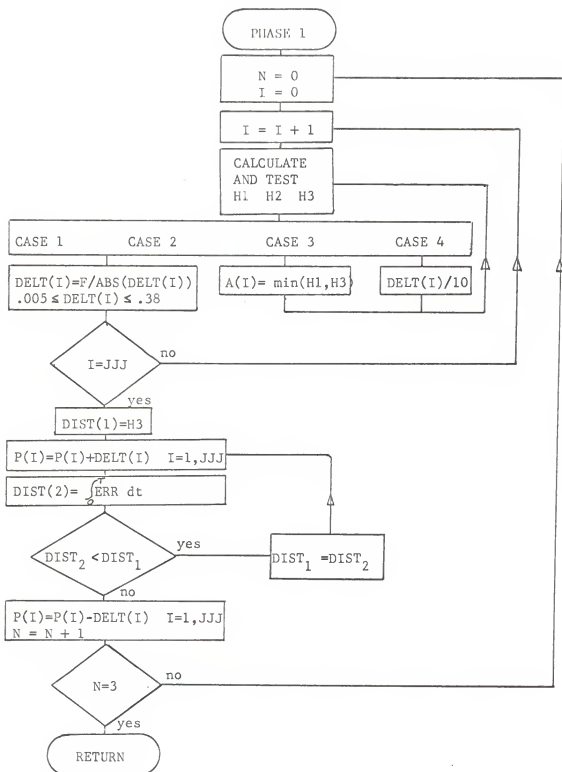 PHASE 1
N = 0
I = 0
I = I + 1
CALCULATE
AND TEST
H1 H2 H3
CASE 1 CASE 2 CASE 3 CASE 4
DELT(I)=F/ABS(DELT(I))
.005 ≤ DELT(I) ≤ .38
A(I)= min(H1,H3)
DELT(I)/10
I=JJJ
no
yes
DIST(1)=H3
P(I)=P(I)+DELT(I) I=1,JJJ
DIST(2)= ∫₀ᵀERR dt
DIST₂ <DIST₁
yes
DIST₁ =DIST₂
no
P(I)=P(I)-DELT(I) I=1,JJJ
N = N + 1
N=3
no
yes
RETURN